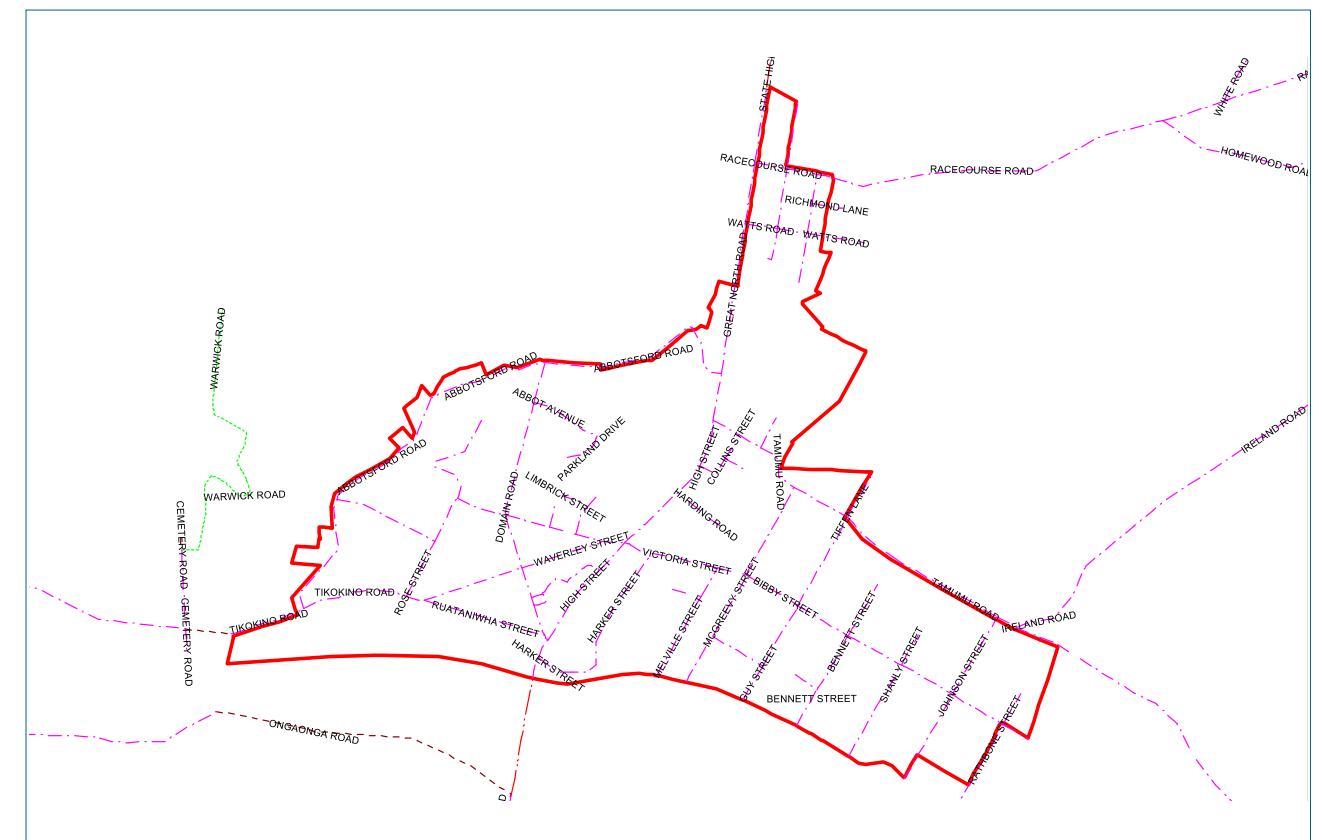 STATE HIGI
WHITE ROAD
RA
HOMEWOOD ROAD
RACECOURSE ROAD
RACECOURSE ROAD
RICHMOND LANE
WATTS ROAD
WATTS ROAD
GREAT NORTH ROAD
WARWICK ROAD
ABBOTSFORD ROAD
ABBOTSFORD ROAD
ABBOT AVENUE
PARKLAND DRIVE
HIGH STREET
COLLINS STREET
TAMUMU ROAD
IRELAND ROAD
ABBOTSFORD ROAD
LIMBRICK STREET
DOMAIN ROAD
HARDING ROAD
TIFFEN LANE
WARWICK ROAD
CEMETERY ROAD
CEMETERY ROAD
WAVERLEY STREET
VICTORIA STREET
HIGH STREET
HARKER STREET
BIBBY STREET
MCGREEVY STREET
MELVILLE STREET
ROSE STREET
TIKOKINO ROAD
TIKOKINO ROAD
RUATANIWHA STREET
HARKER STREET
GUY STREET
BENNETT STREET
BENNETT STREET
SHANLY STREET
JOHNSON STREET
TAMUMU ROAD
IRELAND ROAD
RATHBONE STREET
ONGAONGA ROAD
D